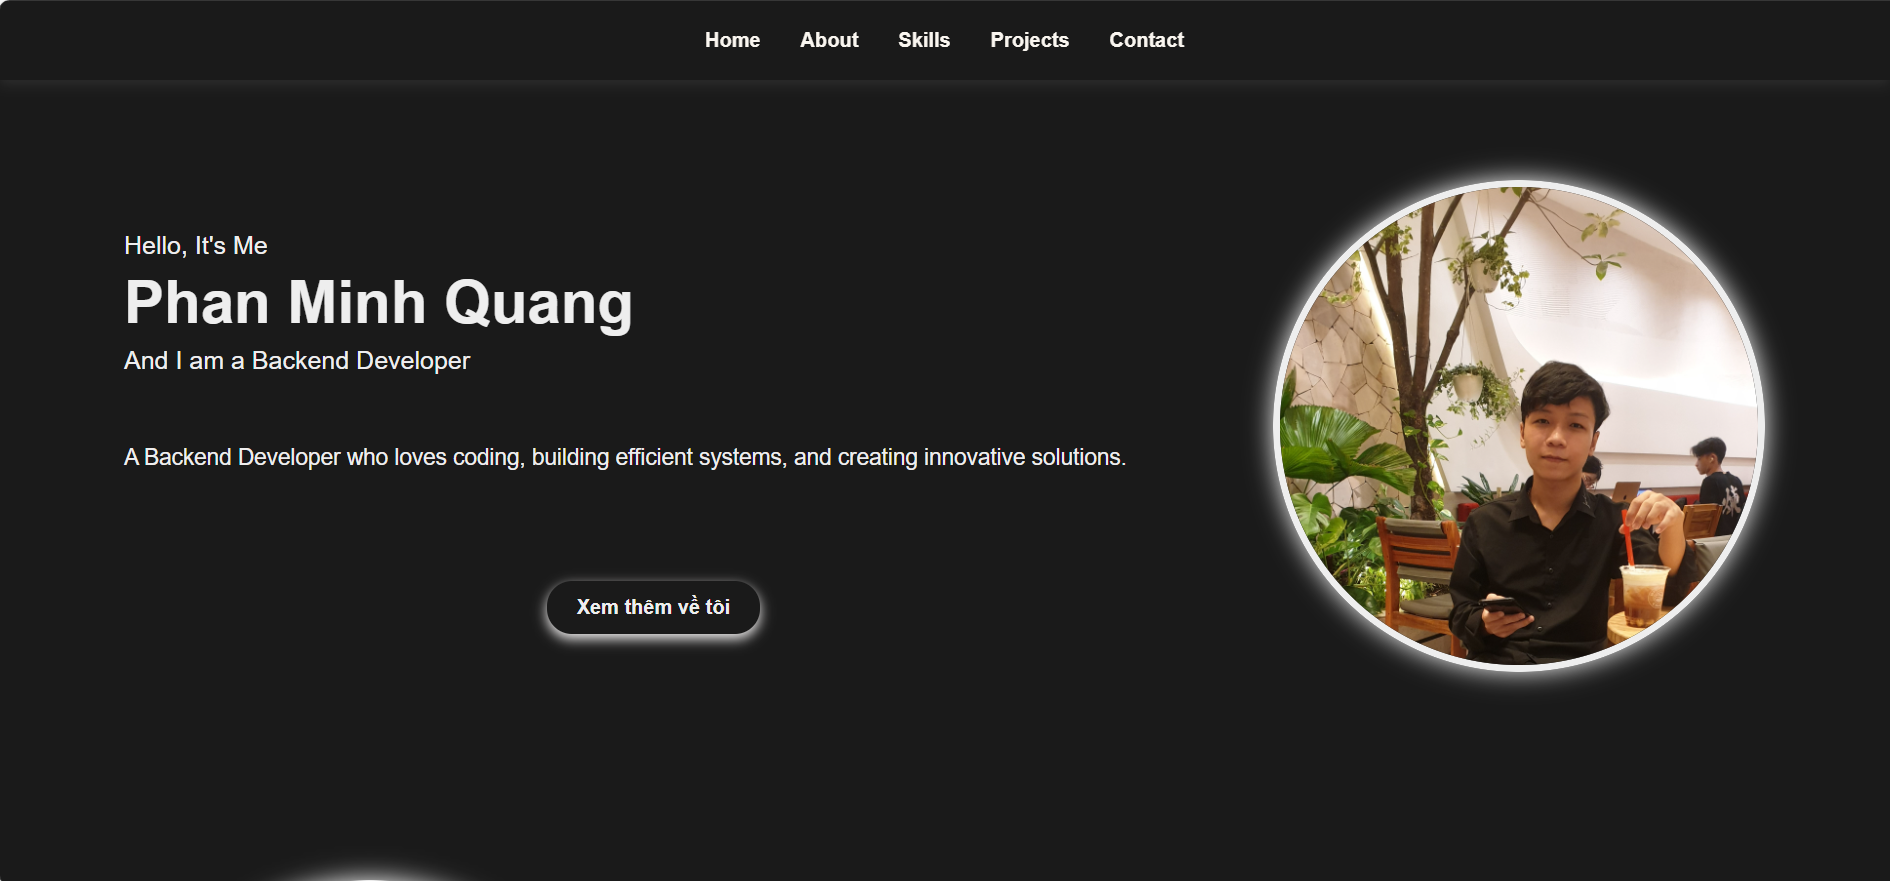 Home About Skills Projects Contact
Hello, It's Me
Phan Minh Quang
And I am a Backend Developer
A Backend Developer who loves coding, building efficient systems, and creating innovative solutions.
Xem thêm về tôi